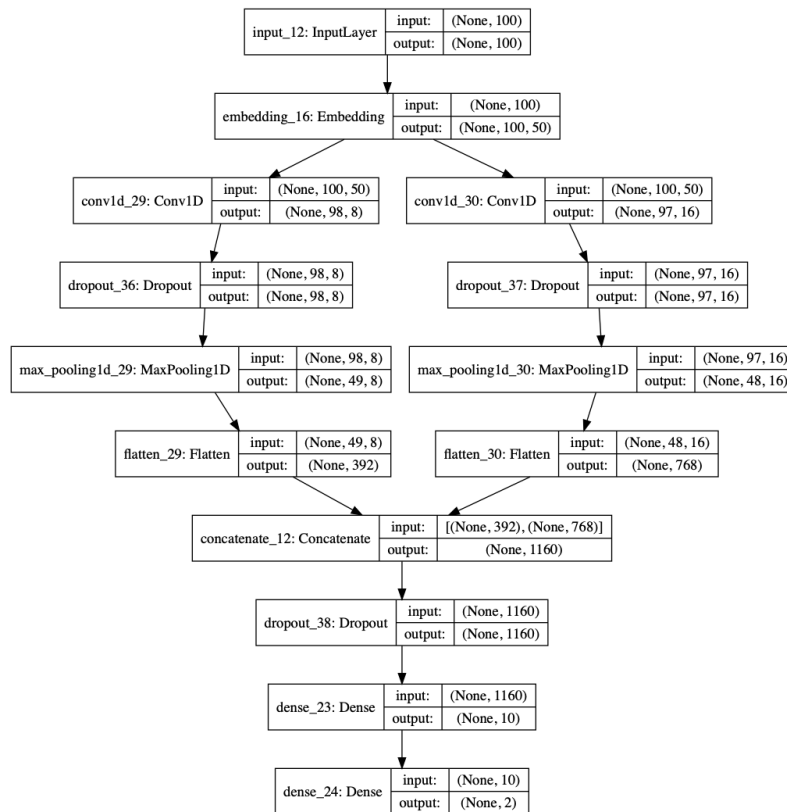 input_12: InputLayer input: (None, 100)
output: (None, 100)
embedding_16: Embedding input: (None, 100)
output: (None, 100, 50)
conv1d_29: Conv1D input: (None, 100, 50)
output: (None, 98, 8)
conv1d_30: Conv1D input: (None, 100, 50)
output: (None, 97, 16)
dropout_36: Dropout input: (None, 98, 8)
output: (None, 98, 8)
dropout_37: Dropout input: (None, 97, 16)
output: (None, 97, 16)
max_pooling1d_29: MaxPooling1D input: (None, 98, 8)
output: (None, 49, 8)
max_pooling1d_30: MaxPooling1D input: (None, 97, 16)
output: (None, 48, 16)
flatten_29: Flatten input: (None, 49, 8)
output: (None, 392)
flatten_30: Flatten input: (None, 48, 16)
output: (None, 768)
concatenate_12: Concatenate input: [(None, 392), (None, 768)]
output: (None, 1160)
dropout_38: Dropout input: (None, 1160)
output: (None, 1160)
dense_23: Dense input: (None, 1160)
output: (None, 10)
dense_24: Dense input: (None, 10)
output: (None, 2)